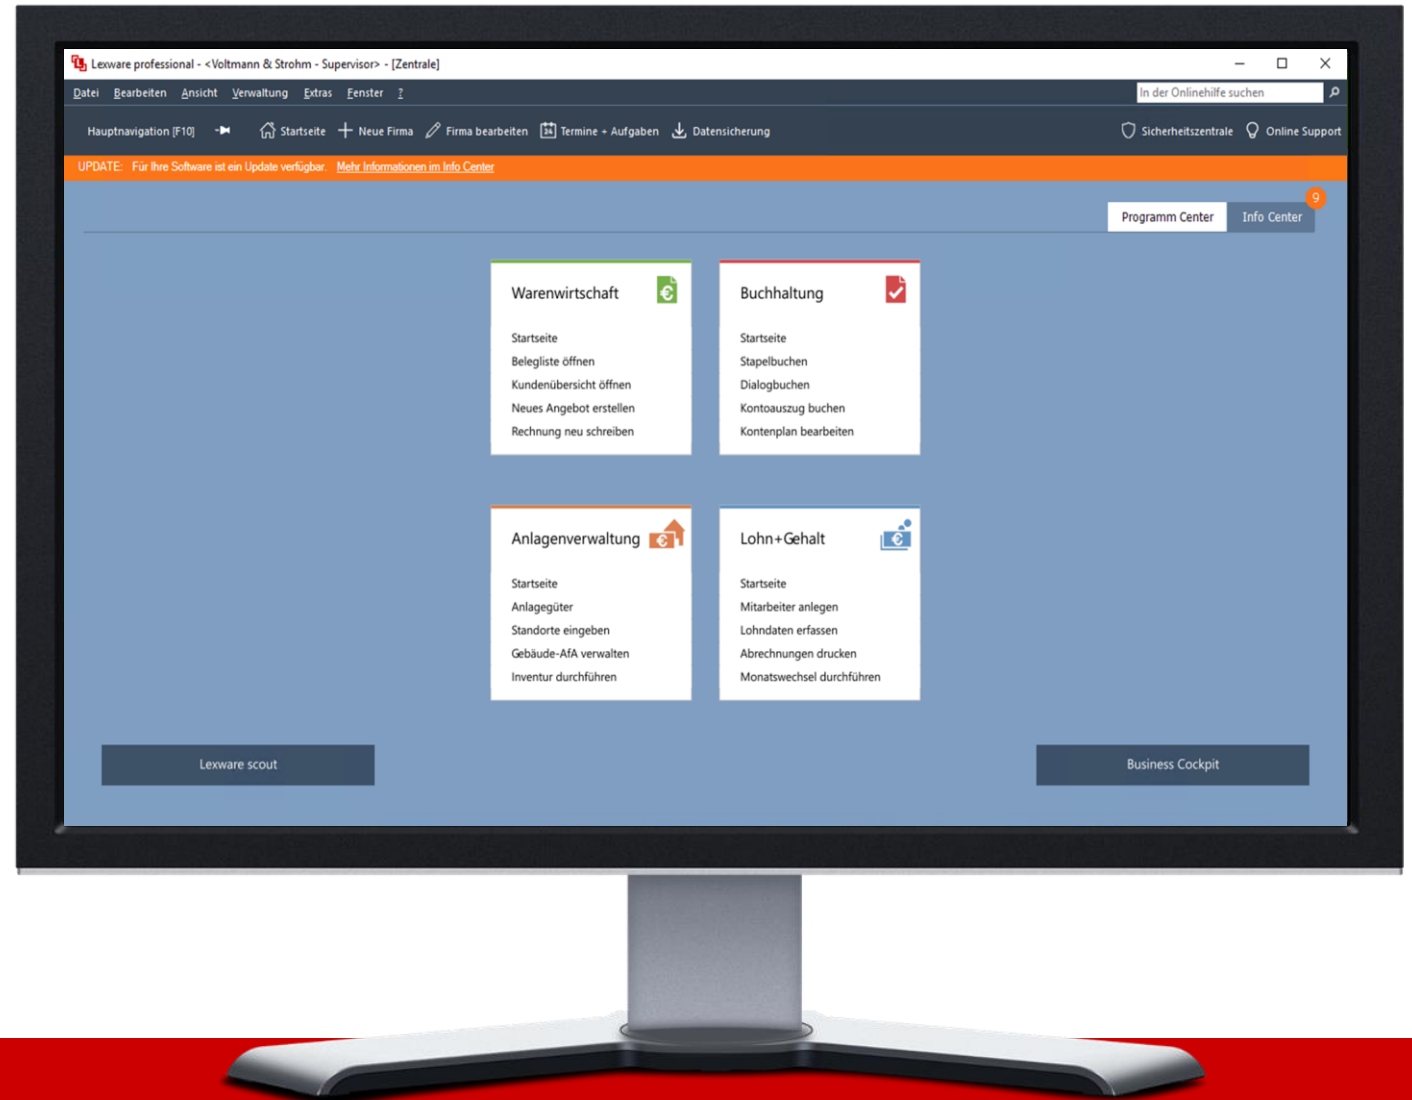 Lexware professional - <Voltmann & Strohm - Supervisor> - [Zentrale]
Datei Bearbeiten Ansicht Verwaltung Extras Fenster ?
In der Onlinehilfe suchen
Hauptnavigation [F10] Startseite Neue Firma Firma bearbeiten 24 Termine + Aufgaben Datensicherung Sicherheitszentrale Online Support
UPDATE: Für Ihre Software ist ein Update verfügbar. Mehr Informationen im Info Center
9
Programm Center Info Center
Warenwirtschaft
Startseite
Belegliste öffnen
Kundenübersicht öffnen
Neues Angebot erstellen
Rechnung neu schreiben
Buchhaltung
Startseite
Stapelbuchen
Dialogbuchen
Kontoauszug buchen
Kontenplan bearbeiten
Anlagenverwaltung
Startseite
Anlagegüter
Standorte eingeben
Gebäude-AfA verwalten
Inventur durchführen
Lohn+Gehalt
Startseite
Mitarbeiter anlegen
Lohndaten erfassen
Abrechnungen drucken
Monatswechsel durchführen
Lexware scout
Business Cockpit